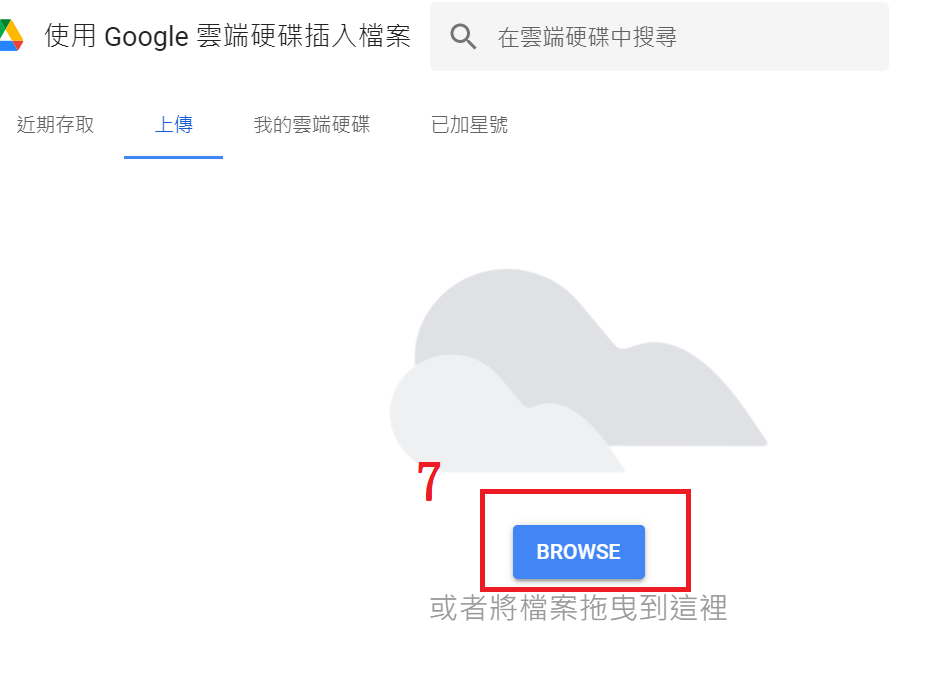 使用 Google 雲端硬碟插入檔案
在雲端硬碟中搜尋
近期存取 上傳 我的雲端硬碟 已加星號
7
BROWSE
或者將檔案拖曳到這裡